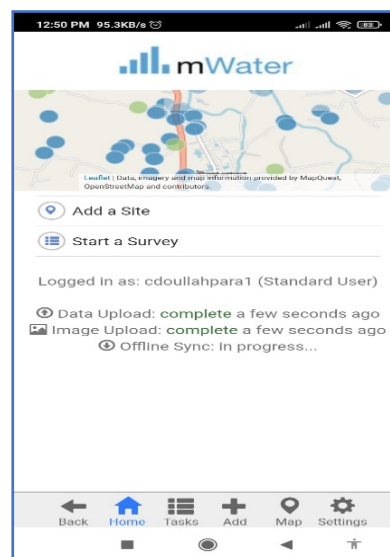 12:50 PM 95.3KB/s
83
mWater
Leaflet | Data, imagery and map information provided by MapQuest,
OpenStreetMap and contributors.
Add a Site
Start a Survey
Logged in as: cdoullahpara1 (Standard User)
Data Upload: complete a few seconds ago
Image Upload: complete a few seconds ago
Offline Sync: in progress...
Back Home Tasks Add Map Settings